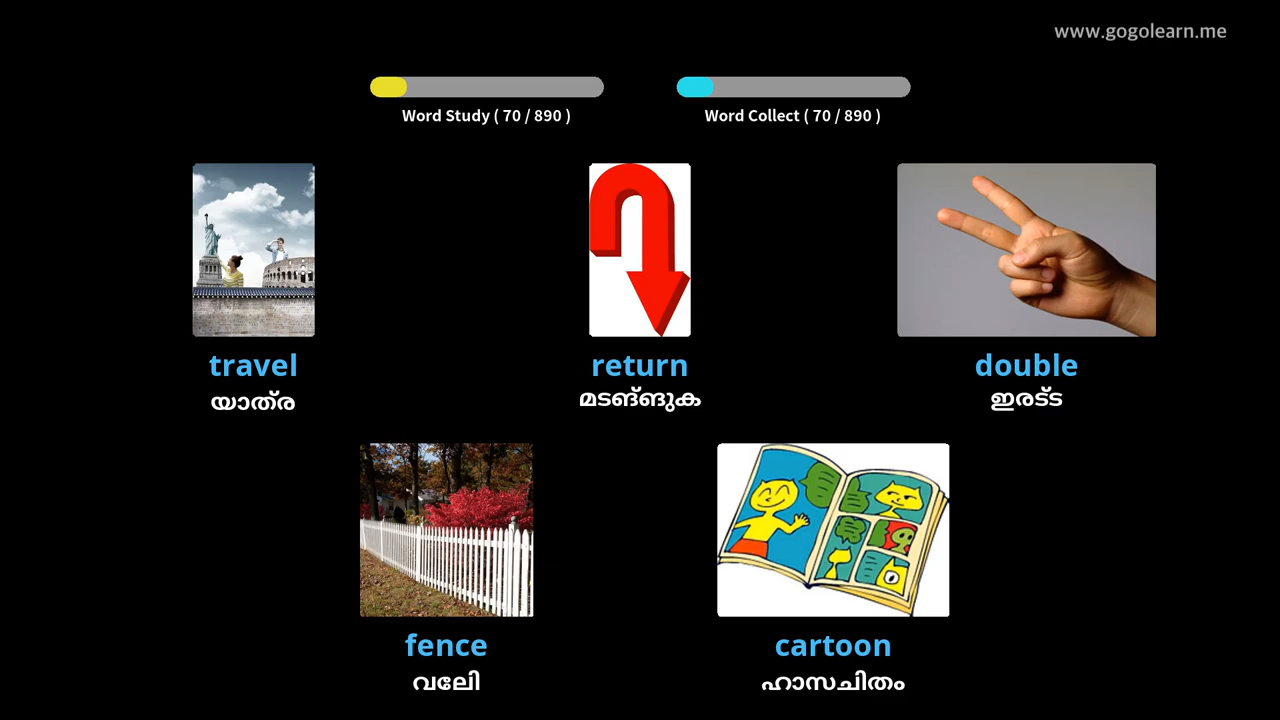 www.gogolearn.me
Word Study ( 70 / 890 )
Word Collect ( 70 / 890 )
travel
return
double
യാത്ര
മടങ്ങുക
ഇരട്ട
fence
cartoon
വേലി
ഹാസചിതം